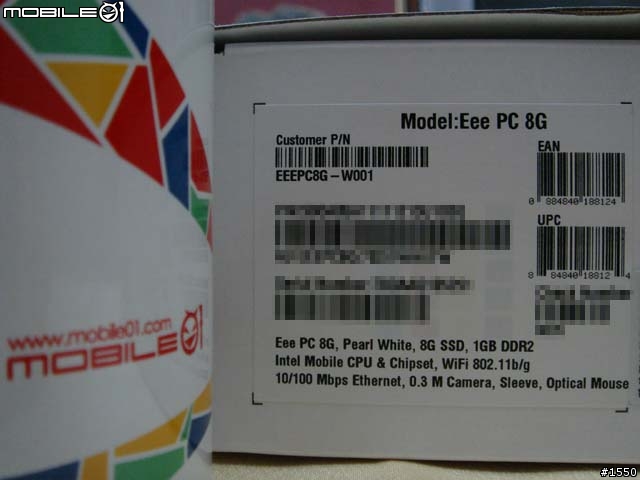 MOBILE01
Model:Eee PC 8G
Customer P/N
EEEPC8G-W001
EAN
0 884840 188124
UPC
8 84840 18812 4
Eee PC 8G, Pearl White, 8G SSD, 1GB DDR2
Intel Mobile CPU & Chipset, WiFi 802.11b/g
10/100 Mbps Ethernet, 0.3 M Camera, Sleeve, Optical Mouse
www.mobile01.com
MOBILE01
#1550